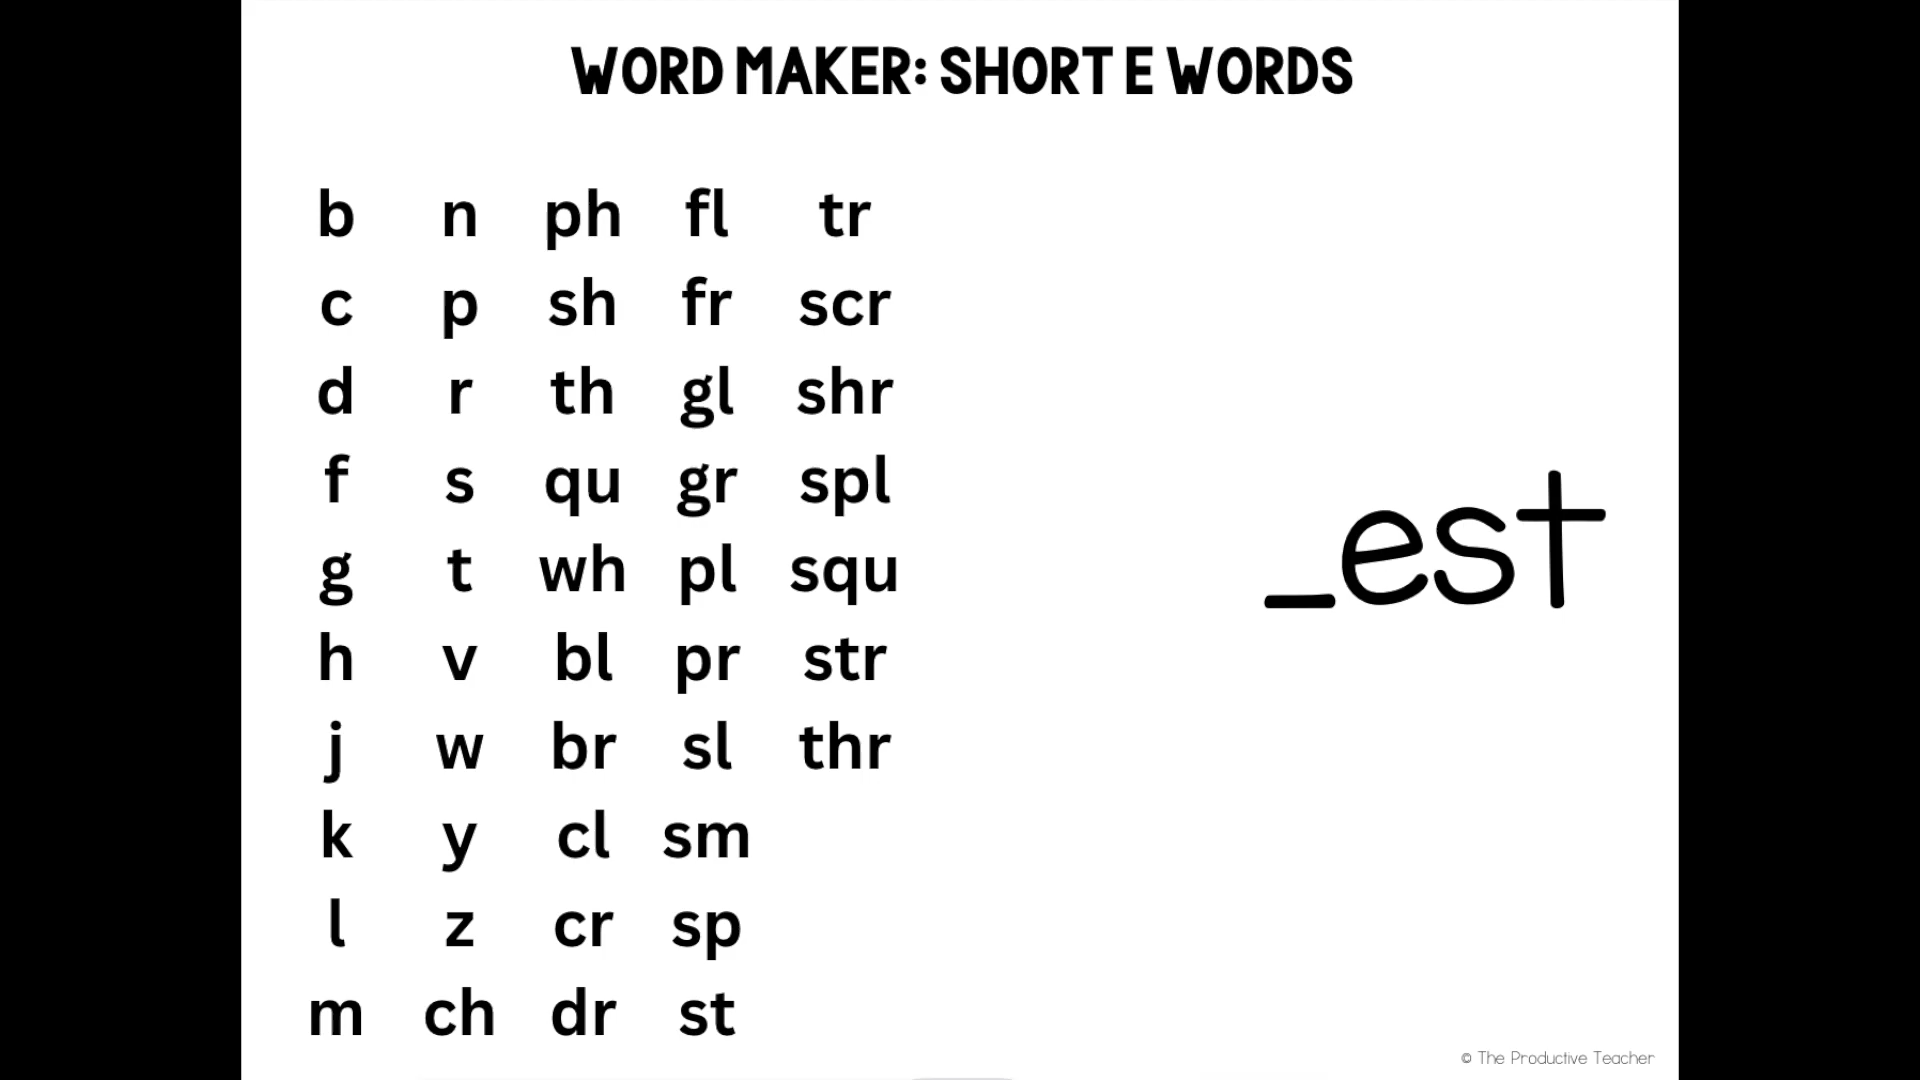 WORD MAKER: SHORT E WORDS
b n ph fl tr
c p sh fr scr
d r th gl shr
f s qu gr spl
g t wh pl squ
h v bl pr str
j w br sl thr
k y cl sm
l z cr sp
m ch dr st
_est
© The Productive Teacher